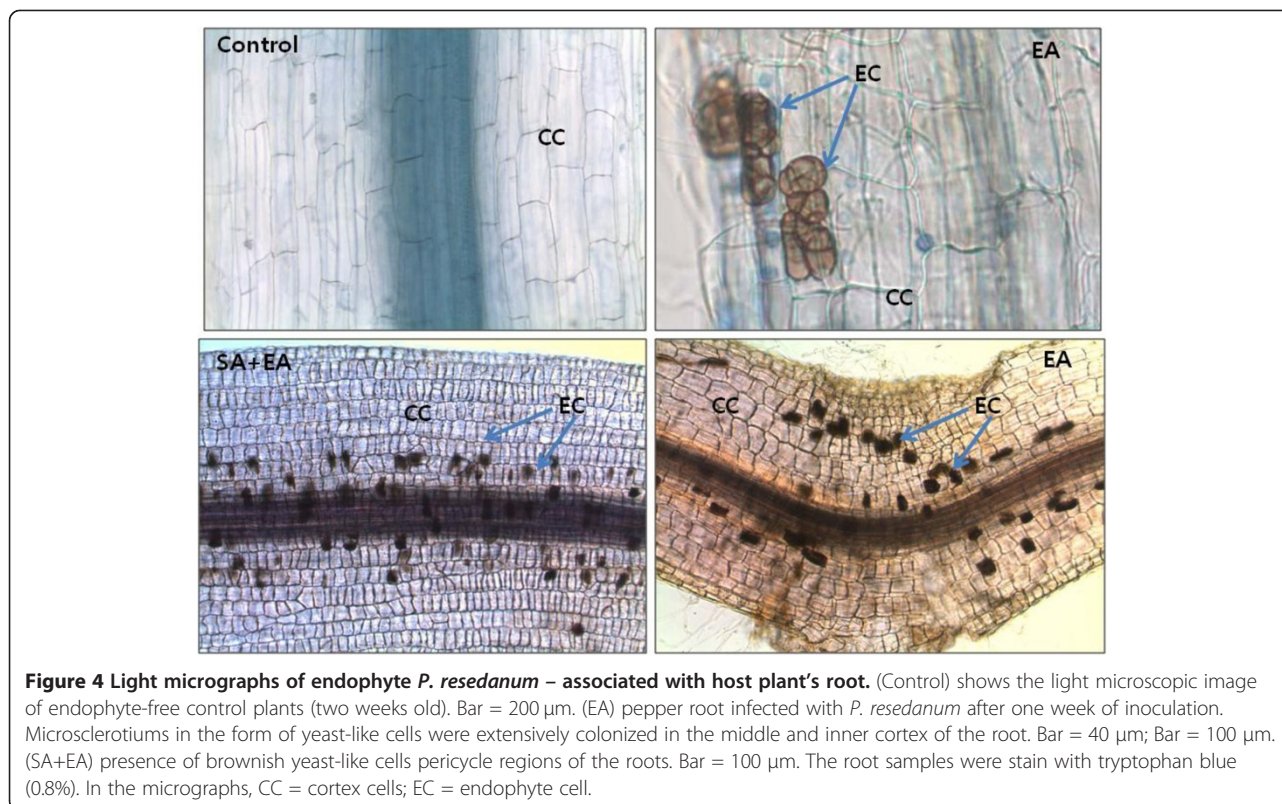 Control
CC
EA
EC
CC
SA+EA
CC
EC
EA
CC
EC
Figure 4 Light micrographs of endophyte P. resedanum – associated with host plant's root. (Control) shows the light microscopic image
of endophyte-free control plants (two weeks old). Bar = 200 μm. (EA) pepper root infected with P. resedanum after one week of inoculation.
Microsclerotiums in the form of yeast-like cells were extensively colonized in the middle and inner cortex of the root. Bar = 40 μm; Bar = 100 μm.
(SA+EA) presence of brownish yeast-like cells pericycle regions of the roots. Bar = 100 μm. The root samples were stain with tryptophan blue
(0.8%). In the micrographs, CC = cortex cells; EC = endophyte cell.